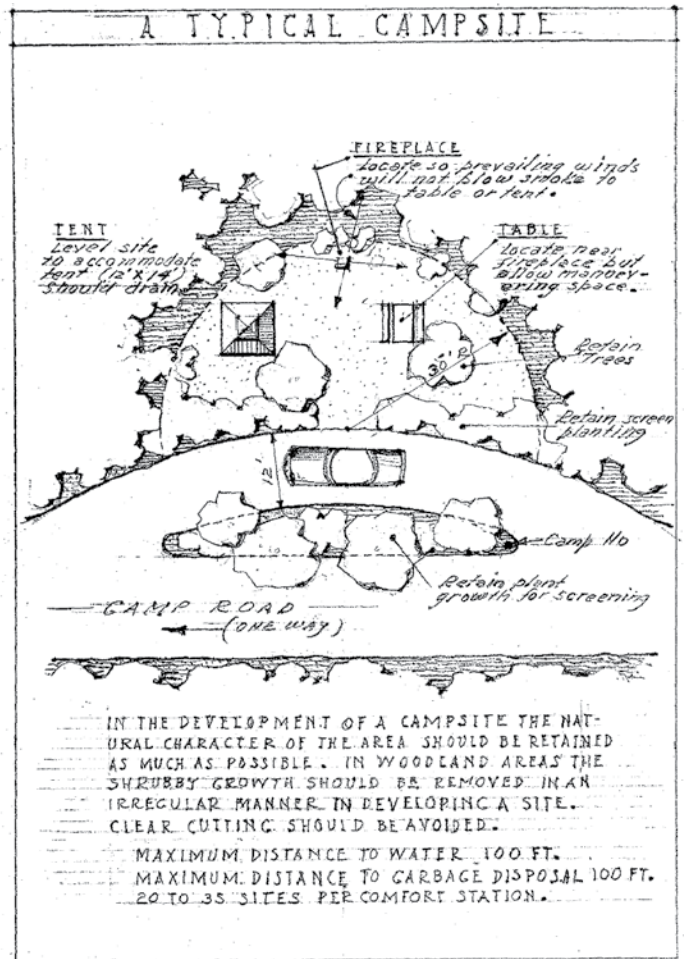 A TYPICAL CAMPSITE
FIREPLACE
Locate so prevailing winds
will not blow smoke to
table or tent.
TENT
Level site
to accommodate
tent (12'X14')
should drain
TABLE
Locate near
fireplace but
allow maneuv-
ering space.
30' R
Retain
Trees
Retain screen
planting
12'
Camp No
Retain plant
growth for screening
CAMP ROAD
(ONE WAY)
IN THE DEVELOPMENT OF A CAMPSITE THE NAT-
URAL CHARACTER OF THE AREA SHOULD BE RETAINED
AS MUCH AS POSSIBLE. IN WOODLAND AREAS THE
SHRUBBY GROWTH SHOULD BE REMOVED IN AN
IRREGULAR MANNER IN DEVELOPING A SITE.
CLEAR CUTTING SHOULD BE AVOIDED.
MAXIMUM DISTANCE TO WATER 100 FT.
MAXIMUM DISTANCE TO GARBAGE DISPOSAL 100 FT.
20 TO 35 SITES PER COMFORT STATION.